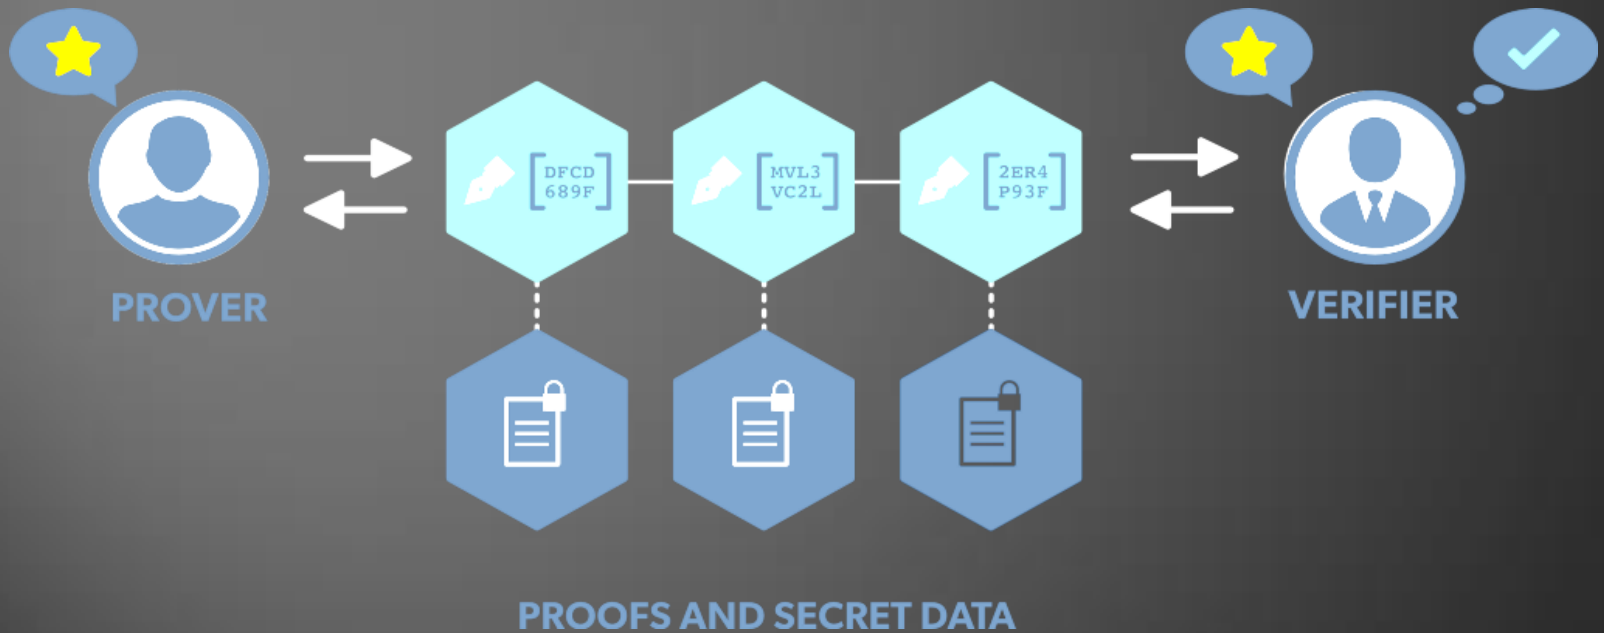 DFCD
689F
MVL3
VC2L
2ER4
P93F
PROVER
VERIFIER
PROOFS AND SECRET DATA